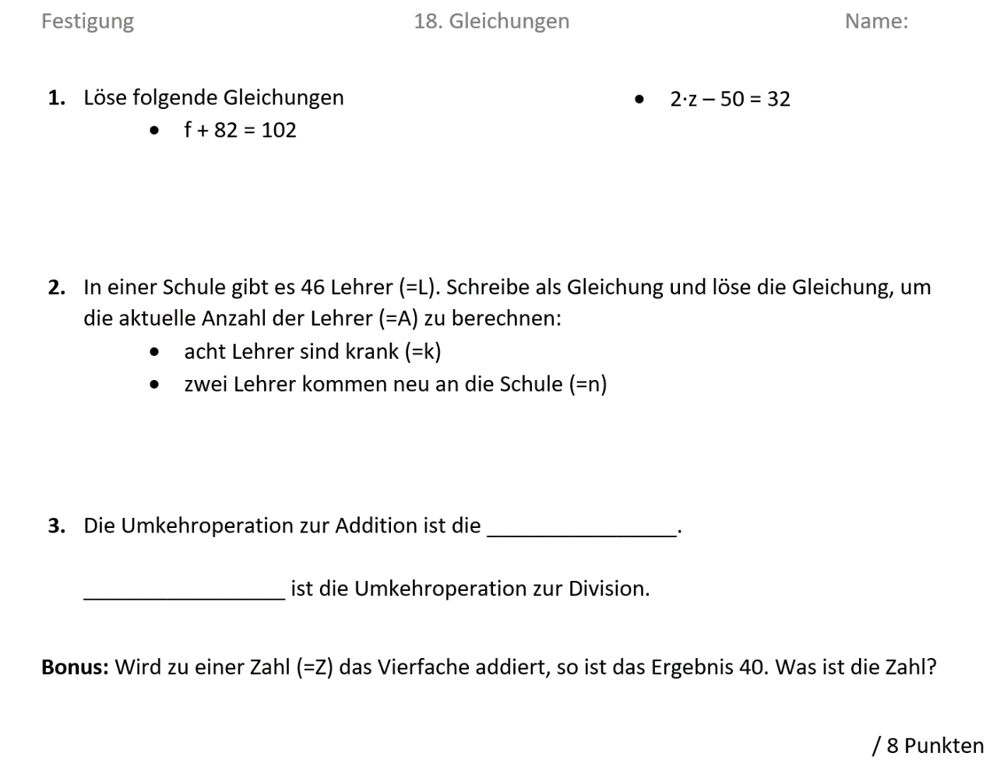 Festigung 18. Gleichungen Name:
1. Löse folgende Gleichungen
• f + 82 = 102
• 2·z – 50 = 32
2. In einer Schule gibt es 46 Lehrer (=L). Schreibe als Gleichung und löse die Gleichung, um
die aktuelle Anzahl der Lehrer (=A) zu berechnen:
• acht Lehrer sind krank (=k)
• zwei Lehrer kommen neu an die Schule (=n)
3. Die Umkehroperation zur Addition ist die ________________.
_________________ ist die Umkehroperation zur Division.
Bonus: Wird zu einer Zahl (=Z) das Vierfache addiert, so ist das Ergebnis 40. Was ist die Zahl?
/ 8 Punkten